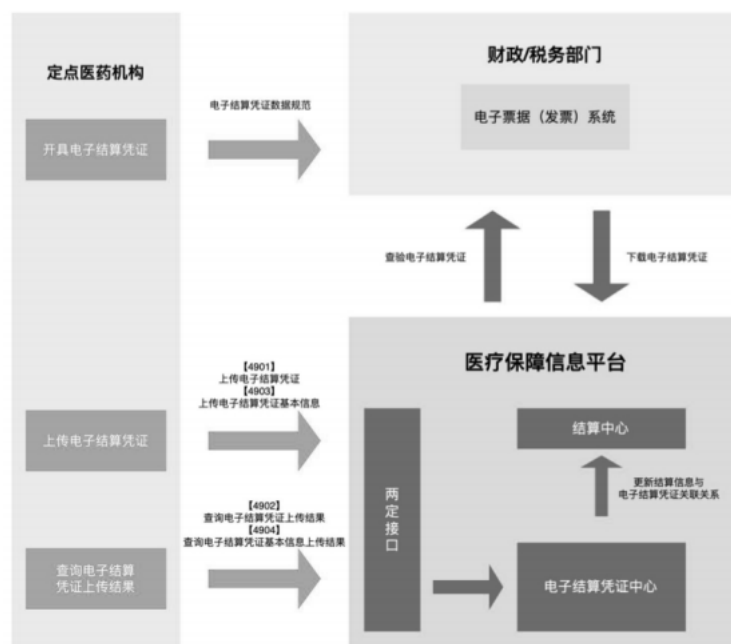 定点医药机构
开具电子结算凭证
电子结算凭证数据规范
财政/税务部门
电子票据（发票）系统
查验电子结算凭证
下载电子结算凭证
医疗保障信息平台
【4901】
上传电子结算凭证
【4903】
上传电子结算凭证基本信息
上传电子结算凭证
【4902】
查询电子结算凭证上传结果
【4904】
查询电子结算凭证基本信息上传结果
查询电子结算
凭证上传结果
两定接口
结算中心
更新结算信息与
电子结算凭证关联关系
电子结算凭证中心